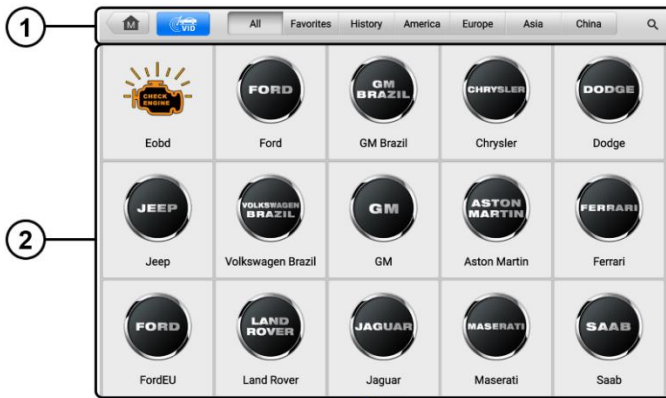 1
M
VID
All Favorites History America Europe Asia China
2
CHECK
ENGINE
Eobd
FORD
Ford
GM
BRAZIL
GM Brazil
CHRYSLER
Chrysler
DODGE
Dodge
JEEP
Jeep
VOLKSWAGEN
BRAZIL
Volkswagen Brazil
GM
GM
ASTON
MARTIN
Aston Martin
FERRARI
Ferrari
FORD
FordEU
LAND
ROVER
Land Rover
JAGUAR
Jaguar
MASERATI
Maserati
SAAB
Saab